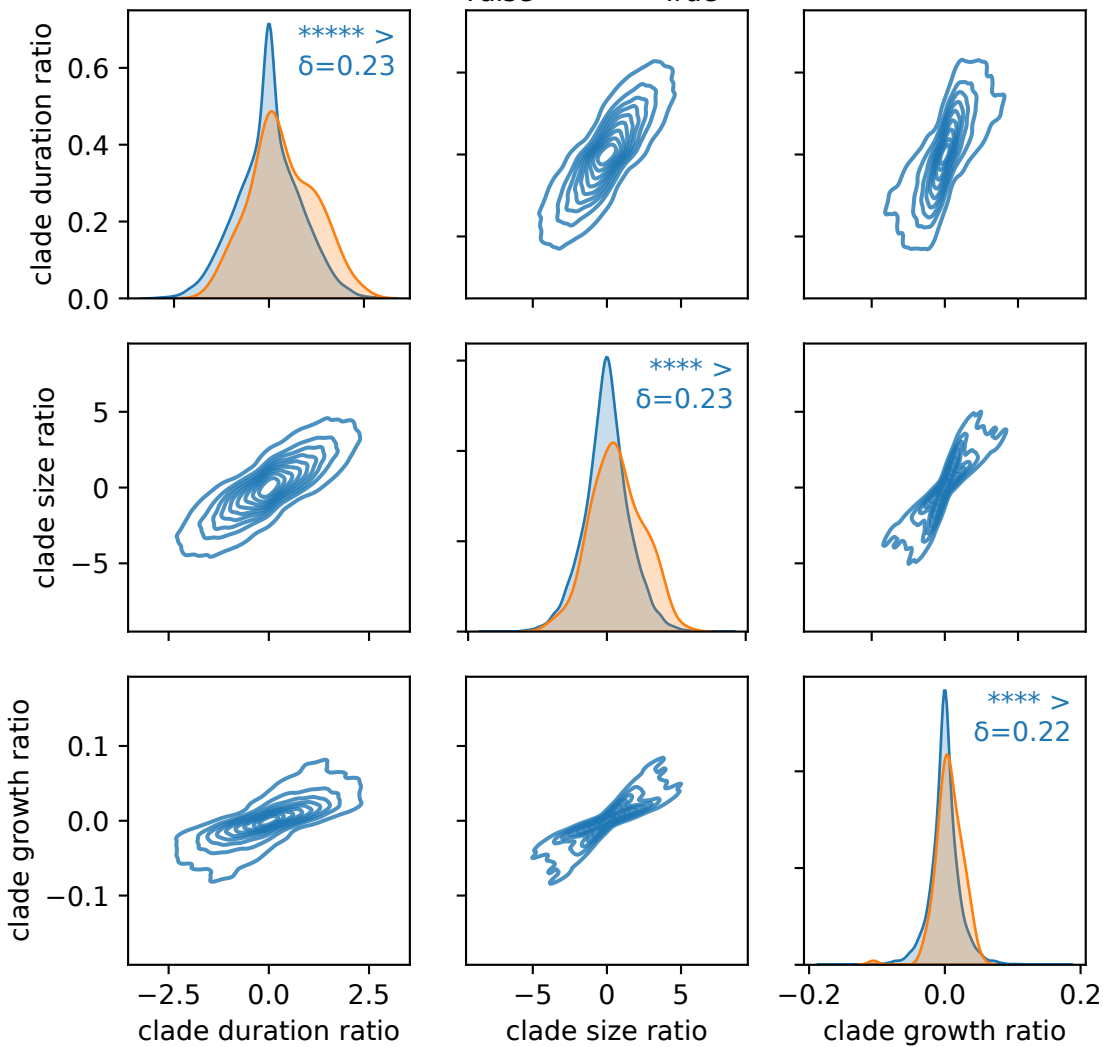 clade duration ratio
0.6
0.4
0.2
0.0
***** >
δ=0.23
clade size ratio
5
0
−5
**** >
δ=0.23
clade growth ratio
0.1
0.0
−0.1
**** >
δ=0.22
−2.5 0.0 2.5
−5 0 5
−0.2 0.0 0.2
clade duration ratio
clade size ratio
clade growth ratio